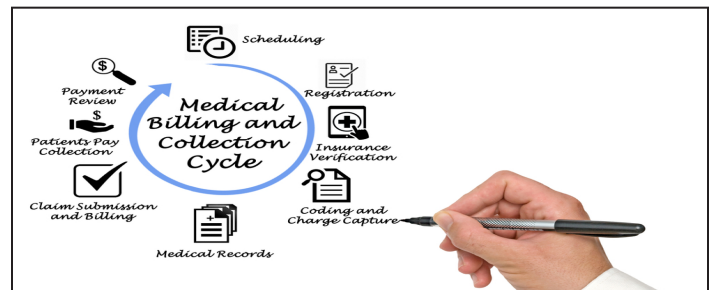 Scheduling
Registration
Insurance
Verification
Coding and
Charge Capture
Medical Records
Claim Submission
and Billing
Patients Pay
Collection
Payment
Review
$
$
Medical
Billing and
Collection
Cycle